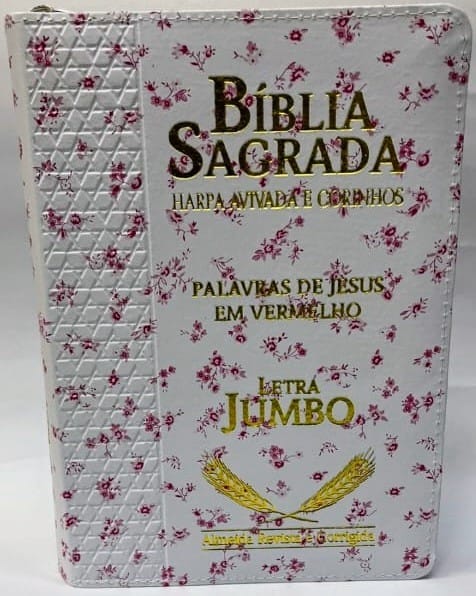 BÍBLIA
SAGRADA
HARPA AVIVADA E CORINHOS
PALAVRAS DE JESUS
EM VERMELHO
LETRA
JUMBO
Almeida Revista e Corrigida